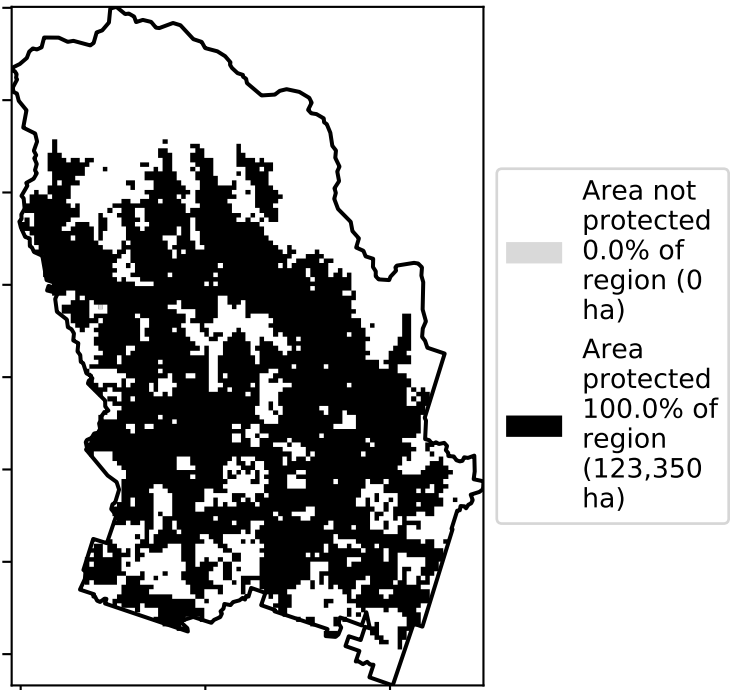 Area not
protected
0.0% of
region (0
ha)
Area
protected
100.0% of
region
(123,350
ha)